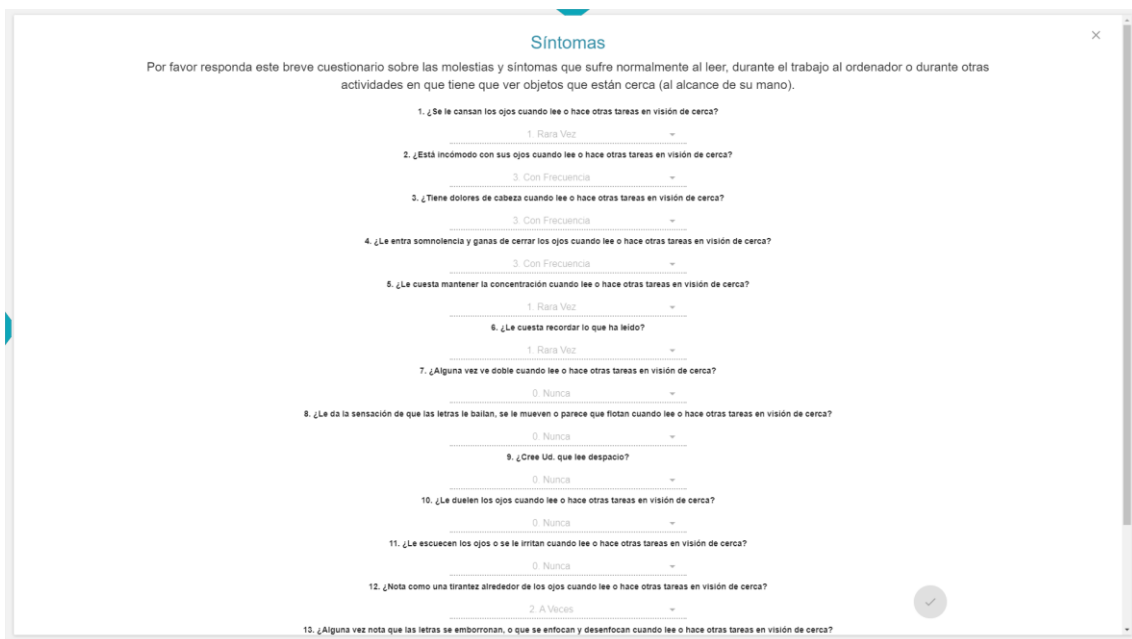 Síntomas
Por favor responda este breve cuestionario sobre las molestias y síntomas que sufre normalmente al leer, durante el trabajo al ordenador o durante otras
actividades en que tiene que ver objetos que están cerca (al alcance de su mano).
1. ¿Se le cansan los ojos cuando lee o hace otras tareas en visión de cerca?
1. Rara Vez
2. ¿Está incómodo con sus ojos cuando lee o hace otras tareas en visión de cerca?
3. Con Frecuencia
3. ¿Tiene dolores de cabeza cuando lee o hace otras tareas en visión de cerca?
3. Con Frecuencia
4. ¿Le entra somnolencia y ganas de cerrar los ojos cuando lee o hace otras tareas en visión de cerca?
3. Con Frecuencia
5. ¿Le cuesta mantener la concentración cuando lee o hace otras tareas en visión de cerca?
1. Rara Vez
6. ¿Le cuesta recordar lo que ha leído?
1. Rara Vez
7. ¿Alguna vez ve doble cuando lee o hace otras tareas en visión de cerca?
0. Nunca
8. ¿Le da la sensación de que las letras le bailan, se le mueven o parece que flotan cuando lee o hace otras tareas en visión de cerca?
0. Nunca
9. ¿Cree Ud. que lee despacio?
0. Nunca
10. ¿Le duelen los ojos cuando lee o hace otras tareas en visión de cerca?
0. Nunca
11. ¿Le escuecen los ojos o se le irritan cuando lee o hace otras tareas en visión de cerca?
0. Nunca
12. ¿Nota como una tirantez alrededor de los ojos cuando lee o hace otras tareas en visión de cerca?
2. A Veces
13. ¿Alguna vez nota que las letras se emborronan, o que se enfocan y desenfocan cuando lee o hace otras tareas en visión de cerca?